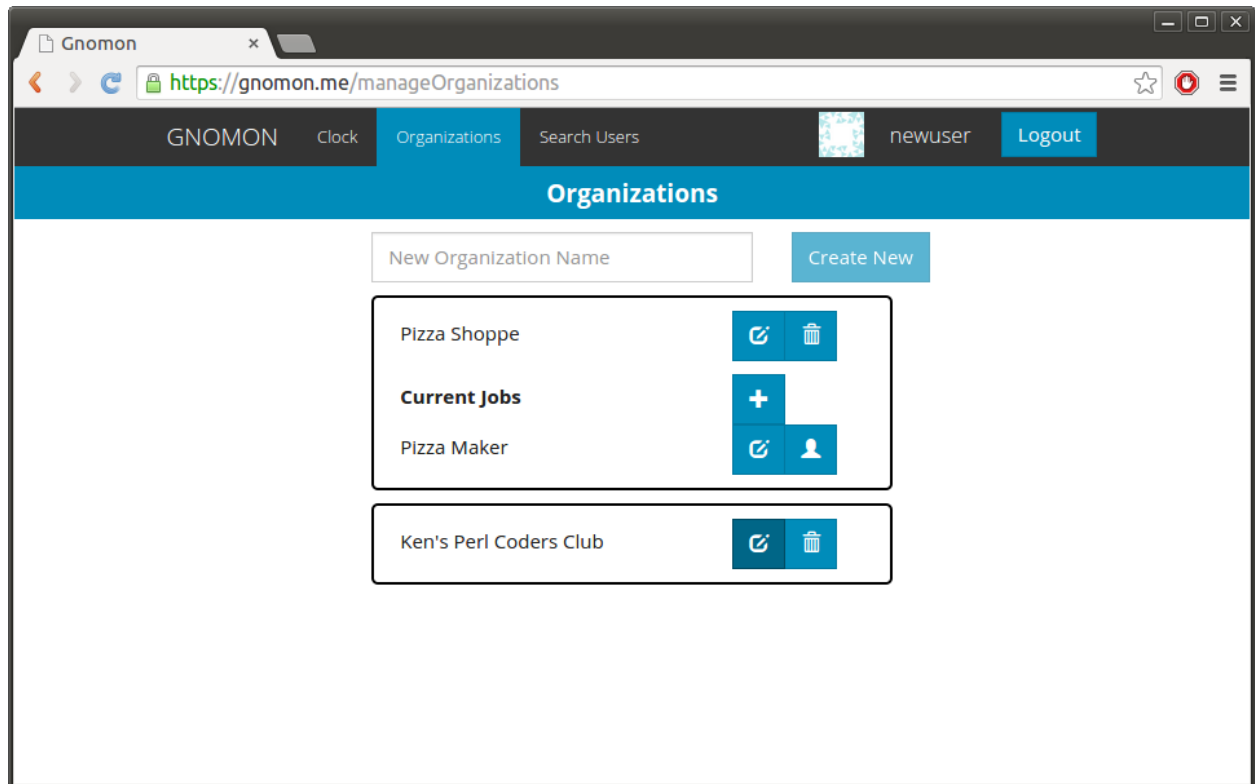 Gnomon
https://gnomon.me/manageOrganizations
GNOMON Clock Organizations Search Users newuser Logout
Organizations
New Organization Name Create New
Pizza Shoppe
Current Jobs
Pizza Maker
Ken's Perl Coders Club